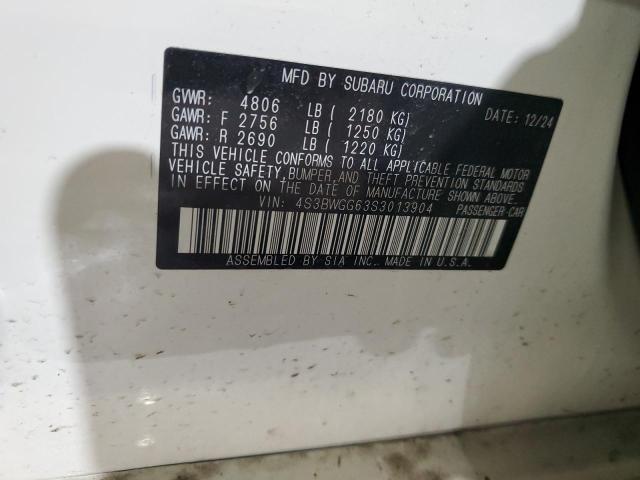 MFD BY SUBARU CORPORATION
GVWR: 4806 LB ( 2180 KG) DATE: 12/24
GAWR: F 2756 LB ( 1250 KG)
GAWR: R 2690 LB ( 1220 KG)
THIS VEHICLE CONFORMS TO ALL APPLICABLE FEDERAL MOTOR
VEHICLE SAFETY, BUMPER, AND THEFT PREVENTION STANDARDS
IN EFFECT ON THE DATE OF MANUFACTURE SHOWN ABOVE.
VIN: 4S3BWGG63S3013904 PASSENGER CAR
ASSEMBLED BY SIA INC. MADE IN U.S.A.